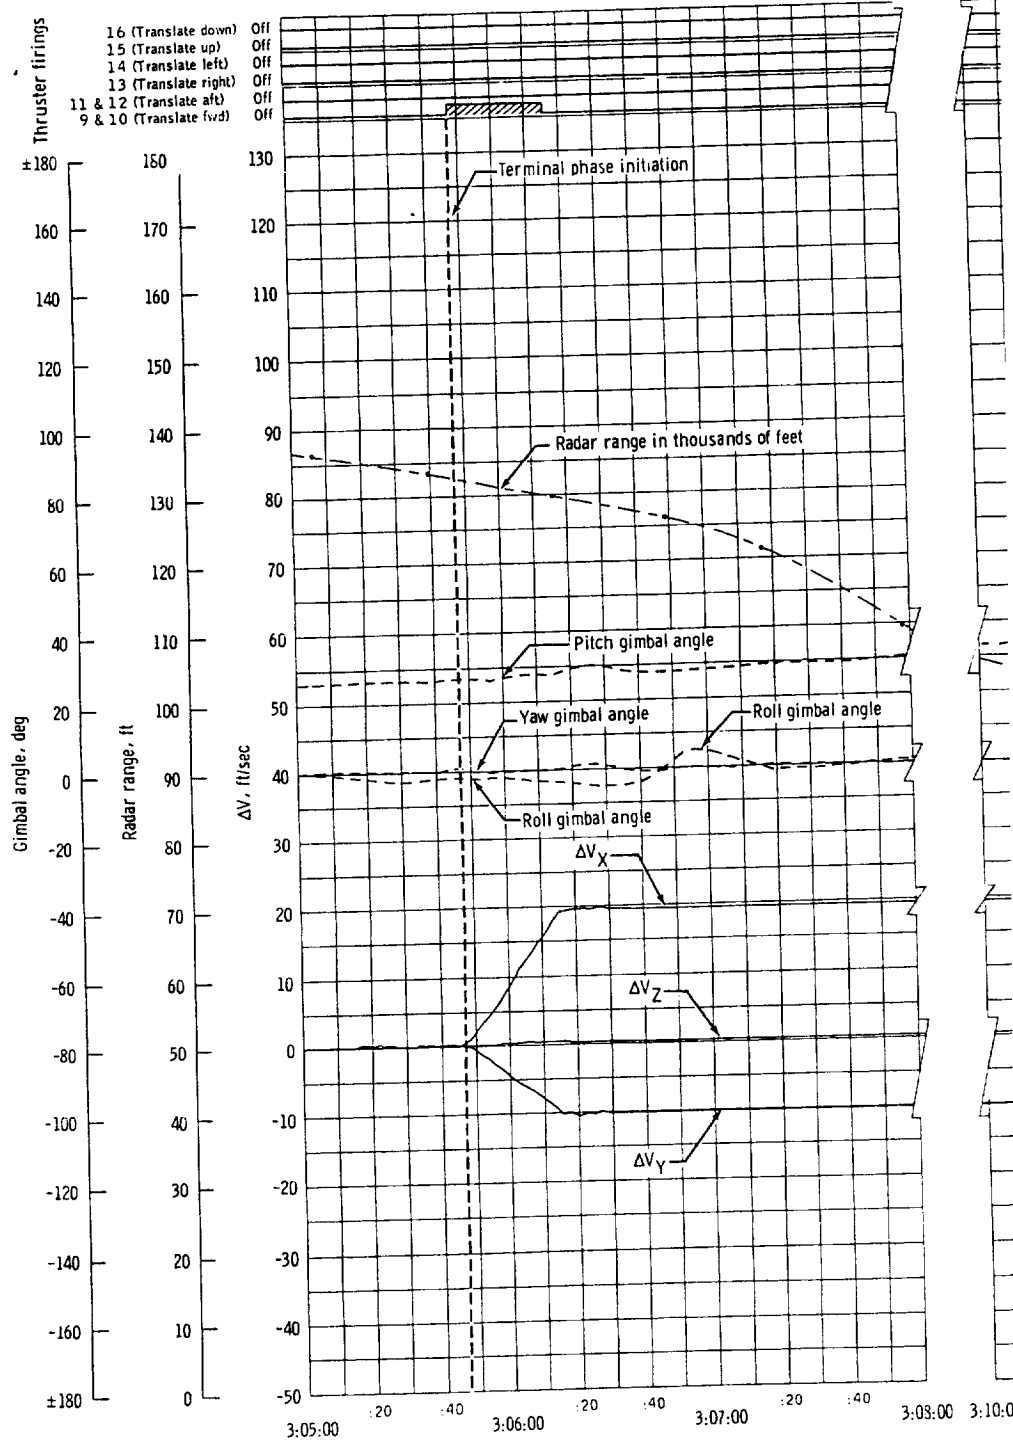 Thruster firings
16 (Translate down) Off
15 (Translate up) Off
14 (Translate left) Off
13 (Translate right) Off
11 & 12 (Translate aft) Off
9 & 10 (Translate fwd) Off
Gimbal angle, deg
±180
160
140
120
100
80
60
40
20
0
-20
-40
-60
-80
-100
-120
-140
-160
±180
Radar range, ft
180
170
160
150
140
130
120
110
100
90
80
70
60
50
40
30
20
10
0
ΔV, ft/sec
130
120
110
100
90
80
70
60
50
40
30
20
10
0
-10
-20
-30
-40
-50
Terminal phase initiation
Radar range in thousands of feet
Pitch gimbal angle
Yaw gimbal angle
Roll gimbal angle
Roll gimbal angle
ΔVX
ΔVZ
ΔVY
3:05:00 :20 :40 3:06:00 :20 :40 3:07:00 :20 :40 3:08:00 3:10:0